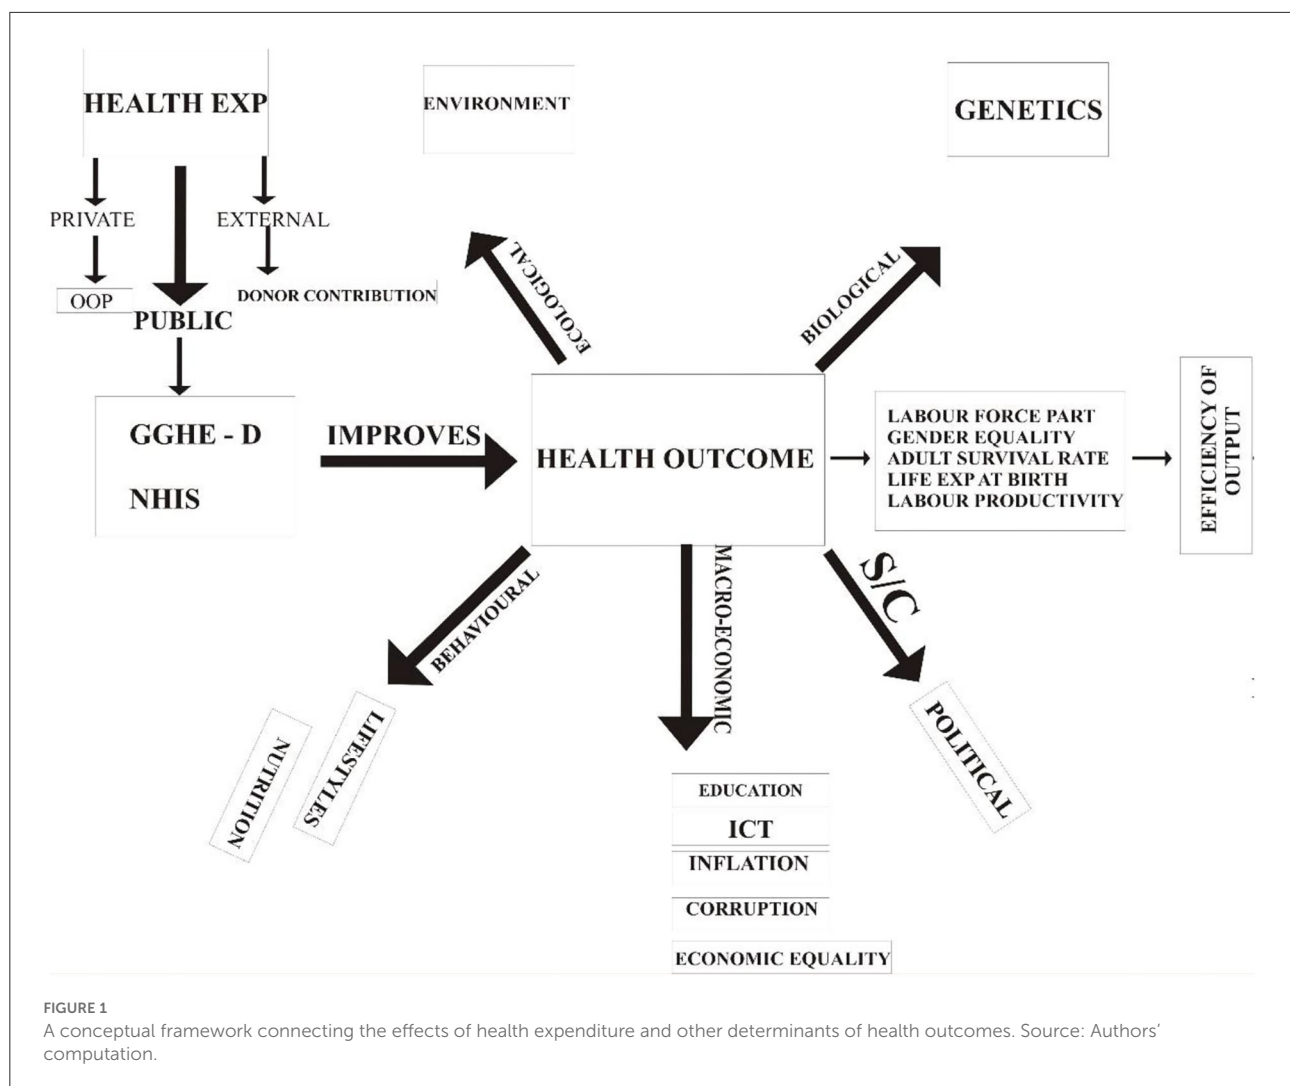 HEALTH EXP
ENVIRONMENT
GENETICS
PRIVATE
EXTERNAL
OOP
DONOR CONTRIBUTION
PUBLIC
ECOLOGICAL
BIOLOGICAL
GGHE - D
NHIS
IMPROVES
HEALTH OUTCOME
LABOUR FORCE PART
GENDER EQUALITY
ADULT SURVIVAL RATE
LIFE EXP AT BIRTH
LABOUR PRODUCTIVITY
EFFICIENCY OF
OUTPUT
BEHAVIOURAL
MACRO-ECONOMIC
S/C
NUTRITION
LIFESTYLES
POLITICAL
EDUCATION
ICT
INFLATION
CORRUPTION
ECONOMIC EQUALITY
FIGURE 1
A conceptual framework connecting the effects of health expenditure and other determinants of health outcomes. Source: Authors'
computation.